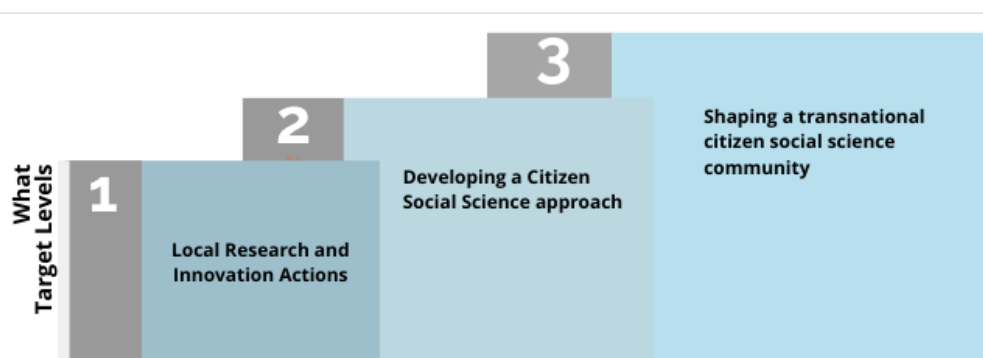 What
Target Levels
1
Local Research and
Innovation Actions
2
Developing a Citizen
Social Science approach
3
Shaping a transnational
citizen social science
community